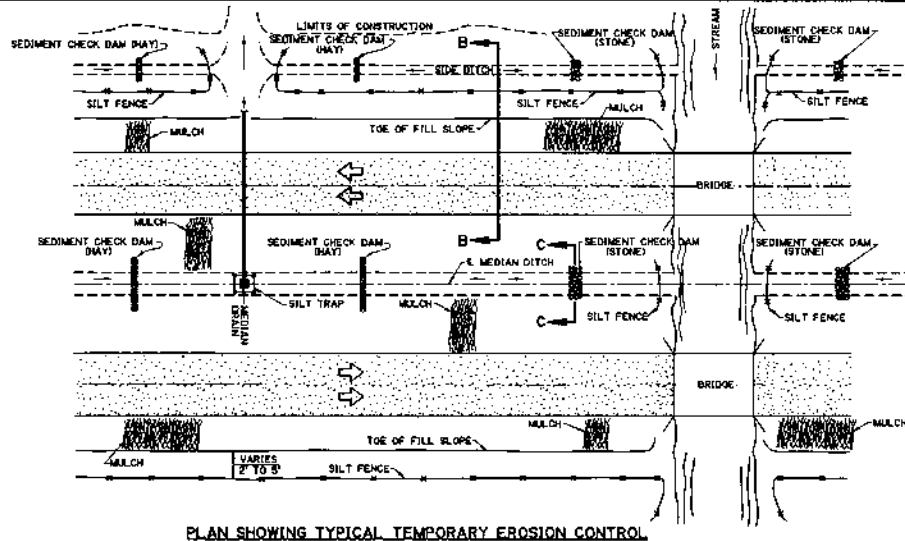 LIMITS OF CONSTRUCTION
SEDIMENT CHECK DAM (HAY)
SEDIMENT CHECK DAM
(HAY)
B
SEDIMENT CHECK DAM
(STONE)
STREAM
SEDIMENT CHECK DAM
(STONE)
SIDE DITCH
SILT FENCE
SILT FENCE
SILT FENCE
MULCH
TOE OF FILL SLOPE
MULCH
BRIDGE
MULCH
SEDIMENT CHECK DAM
(HAY)
SEDIMENT CHECK DAM
(HAY)
B
C
SEDIMENT CHECK DAM
(STONE)
SEDIMENT CHECK DAM
(STONE)
℄ MEDIAN DITCH
SILT TRAP
MEDIAN
DRAIN
MULCH
C
SILT FENCE
SILT FENCE
BRIDGE
MULCH
MULCH
TOE OF FILL SLOPE
MULCH
VARIES
2' TO 5'
SILT FENCE
PLAN SHOWING TYPICAL TEMPORARY EROSION CONTROL